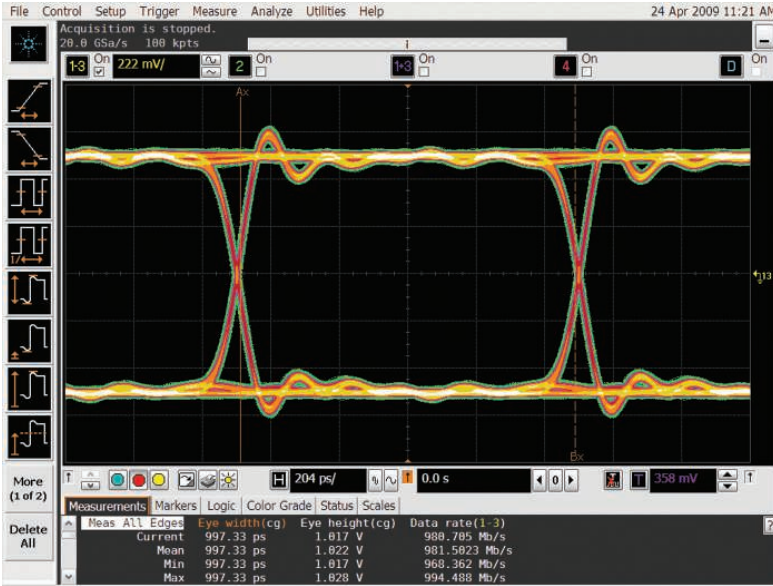 File Control Setup Trigger Measure Analyze Utilities Help 24 Apr 2009 11:21 AM
Acquisition is stopped.
20.0 GSa/s 100 kpts
1-3 On 222 mV/ 2 On 1+3 On 4 On D On
Ax
13
Bx
More
(1 of 2)
Delete
All
H 204 ps/ T 0.0 s 0 T 358 mV
Measurements Markers Logic Color Grade Status Scales
Meas All Edges Eye width(cg) Eye height(cg) Data rate(1-3)
Current 997.33 ps 1.017 V 980.705 Mb/s
Mean 997.33 ps 1.022 V 981.5023 Mb/s
Min 997.33 ps 1.017 V 968.362 Mb/s
Max 997.33 ps 1.028 V 994.488 Mb/s
?